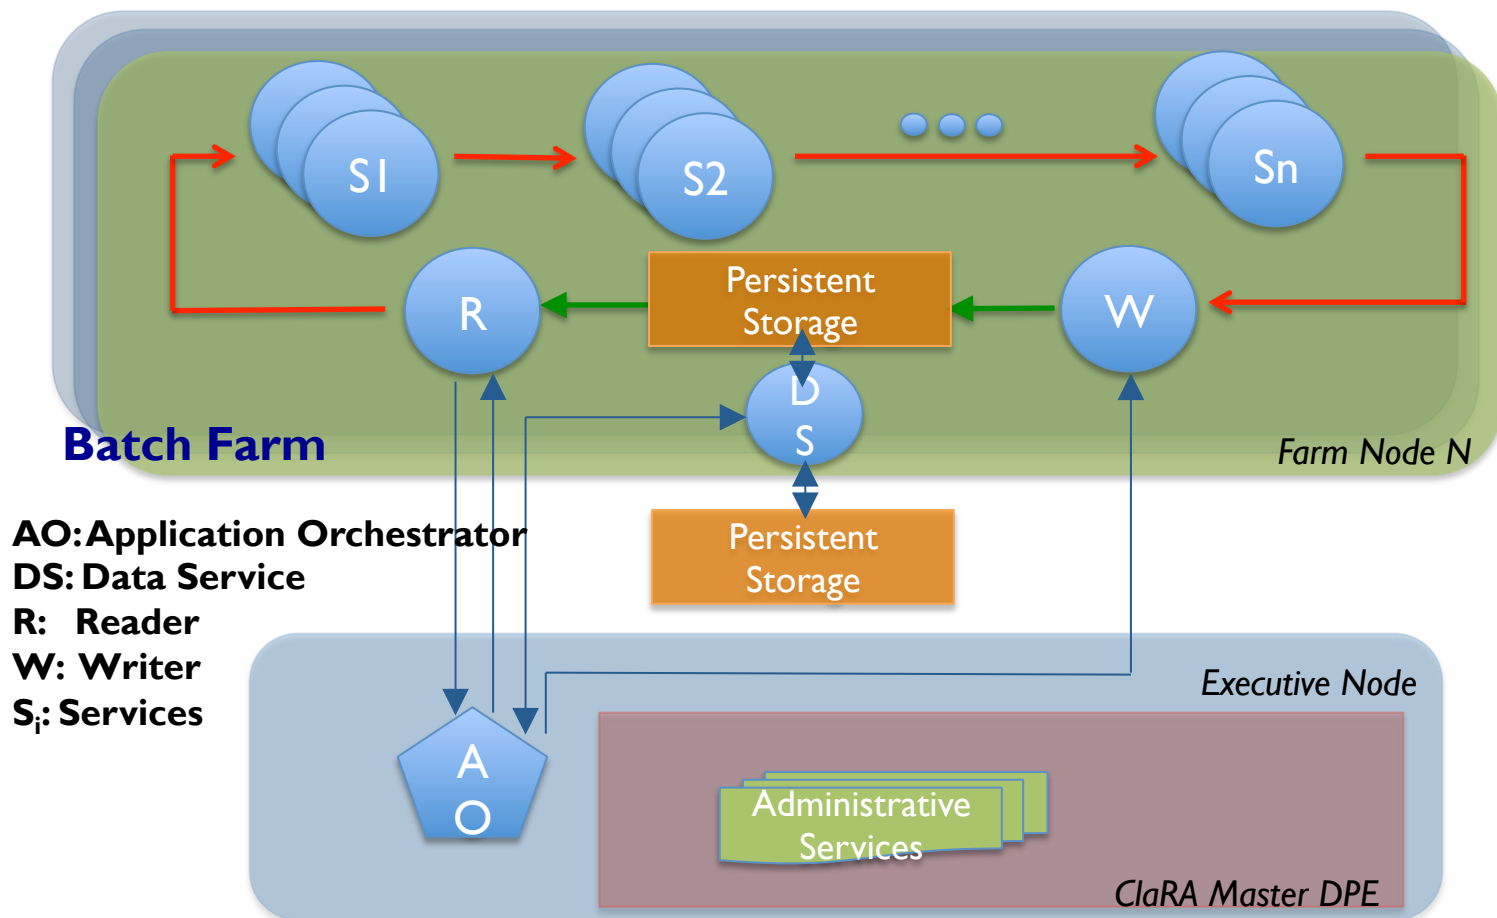 S1
S2
Sn
R
Persistent
Storage
W
D
S
Batch Farm
Farm Node N
AO: Application Orchestrator
DS: Data Service
R: Reader
W: Writer
Si: Services
Persistent
Storage
Executive Node
A
O
Administrative
Services
ClaRA Master DPE